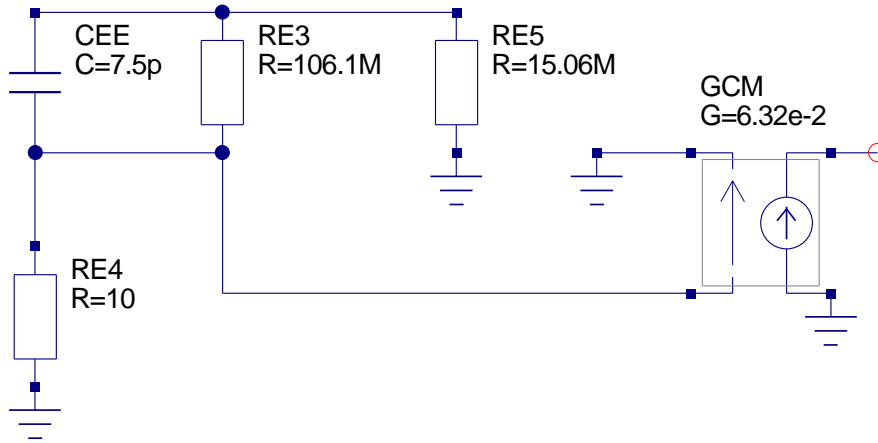 CEE
C=7.5p
RE3
R=106.1M
RE5
R=15.06M
GCM
G=6.32e-2
RE4
R=10